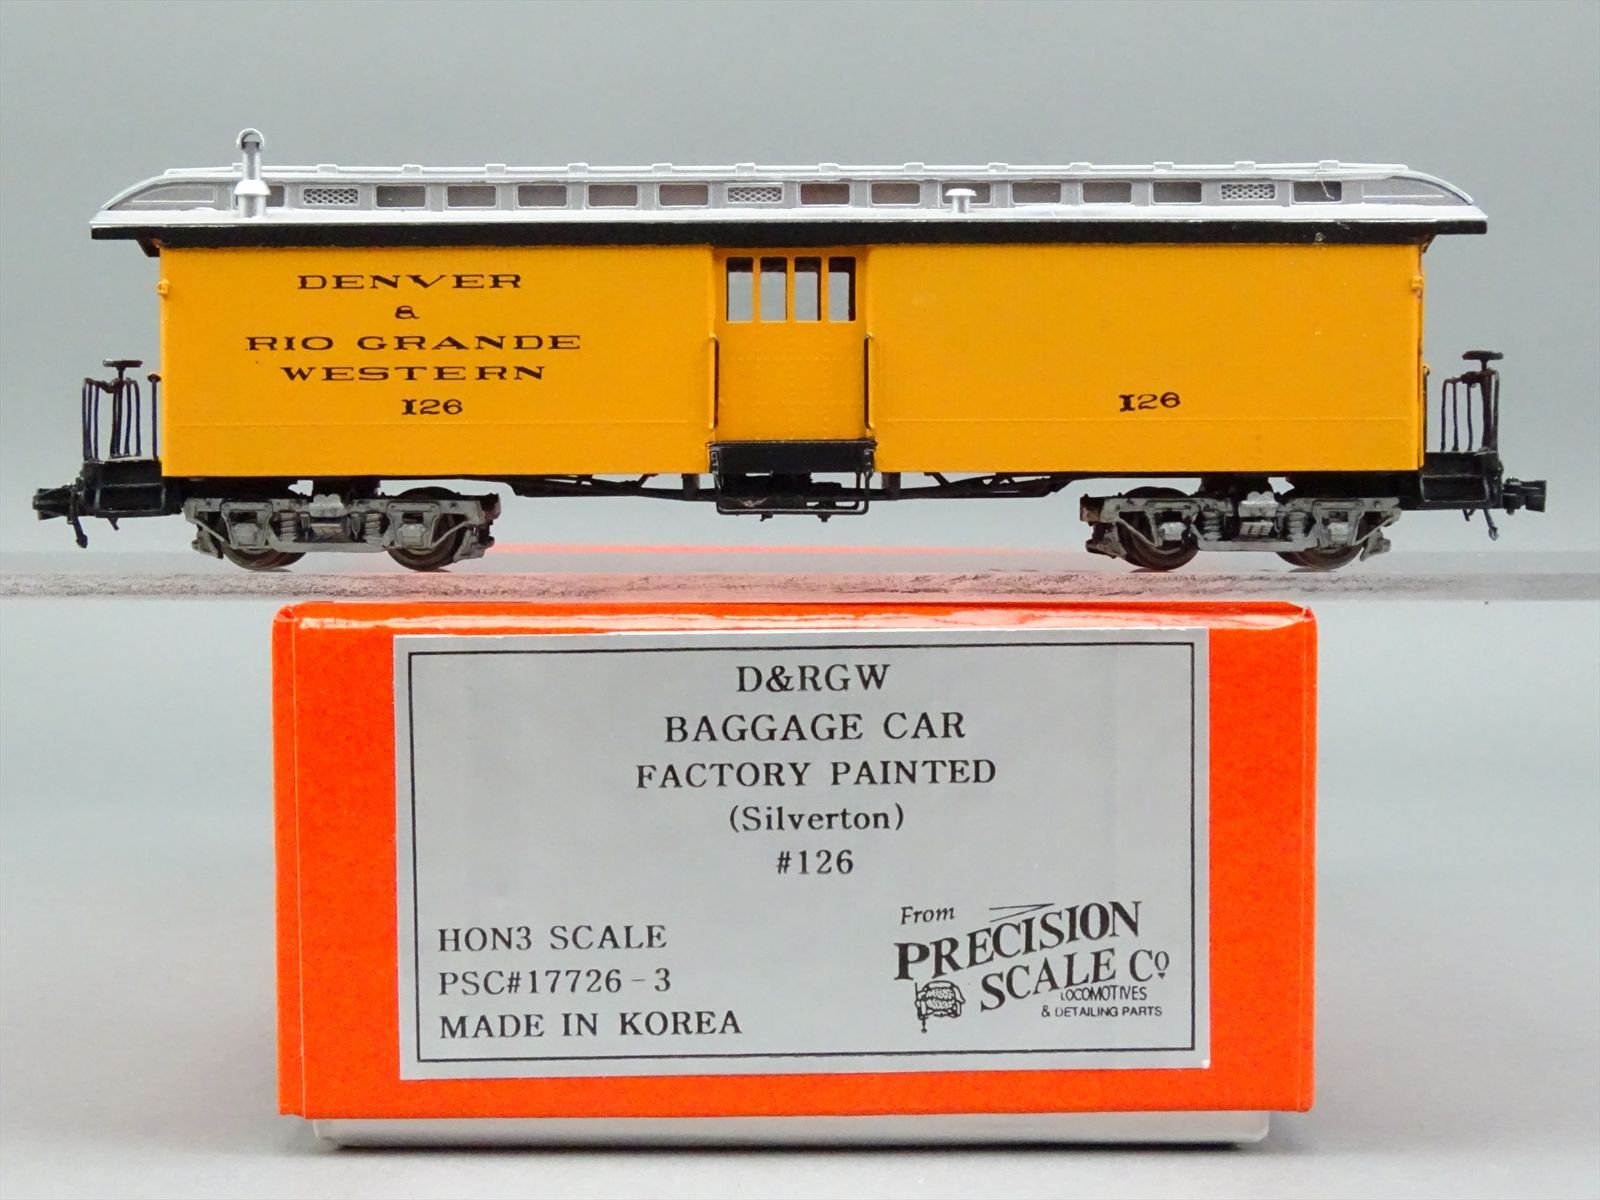 DENVER
&
RIO GRANDE
WESTERN
126
126
D&RGW
BAGGAGE CAR
FACTORY PAINTED
(Silverton)
#126
HON3 SCALE
PSC#17726-3
MADE IN KOREA
From
PRECISION
SCALE CO
LOCOMOTIVES
& DETAILING PARTS